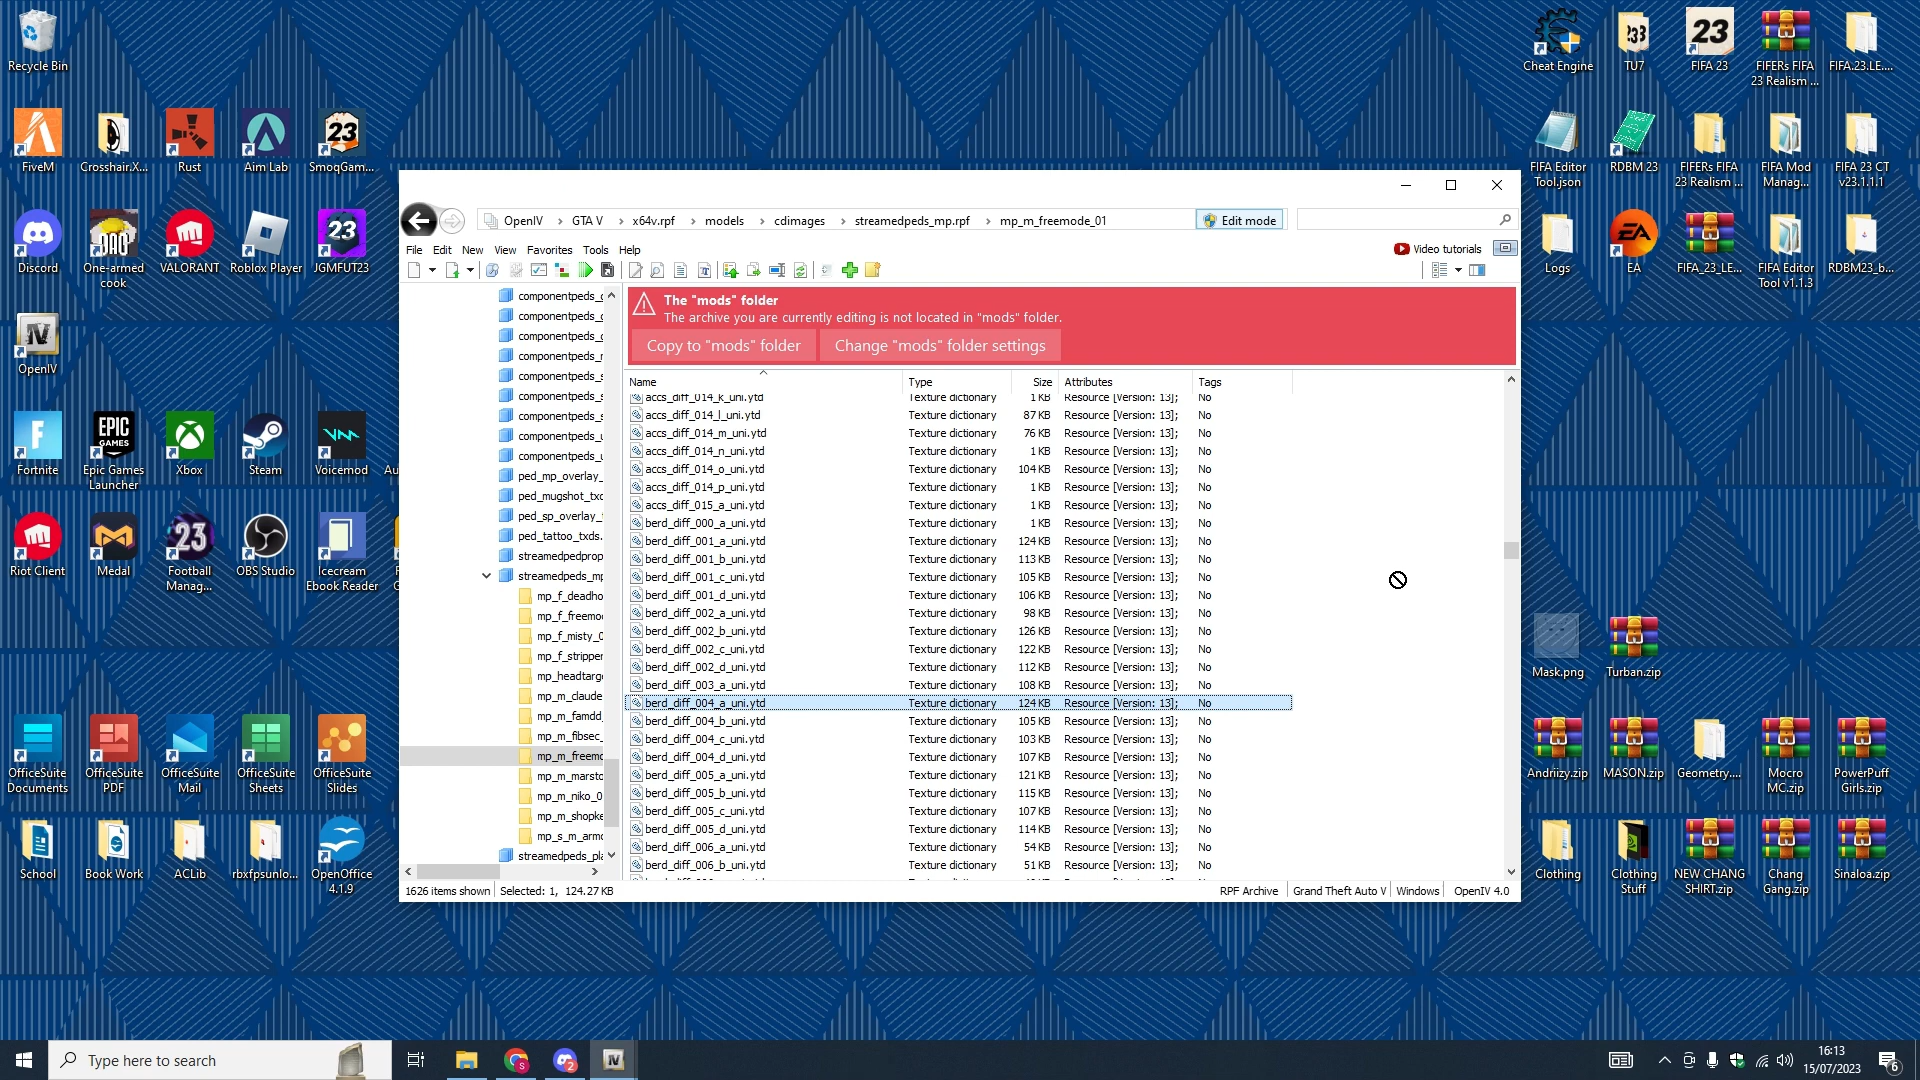 Recycle Bin
Cheat Engine
TU7
FIFA 23
FIFERs FIFA
23 Realism ...
FIFA.23.LE....
FiveM
Crosshair.X...
Rust
Aim Lab
SmoqGam...
FIFA Editor
Tool.json
RDBM 23
FIFERs FIFA
23 Realism ...
FIFA Mod
Manag...
FIFA 23 CT
v23.1.1.1
Discord
One-armed
cook
VALORANT
Roblox Player
JGMFUT23
Logs
EA
FIFA_23_LE...
FIFA Editor
Tool v1.1.3
RDBM23_b...
OpenIV
Fortnite
Epic Games
Launcher
Xbox
Steam
Voicemod
Au
Riot Client
Medal
Football
Manag...
OBS Studio
Icecream
Ebook Reader
Mask.png
Turban.zip
OfficeSuite
Documents
OfficeSuite
PDF
OfficeSuite
Mail
OfficeSuite
Sheets
OfficeSuite
Slides
Andriizy.zip
MASON.zip
Geometry....
Mocro
MC.zip
PowerPuff
Girls.zip
School
Book Work
ACLib
rbxfpsunlo...
OpenOffice
4.1.9
Clothing
Clothing
Stuff
NEW CHANG
SHIRT.zip
Chang
Gang.zip
Sinaloa.zip
OpenIV > GTA V > x64v.rpf > models > cdimages > streamedpeds_mp.rpf > mp_m_freemode_01
Edit mode
File Edit New View Favorites Tools Help
Video tutorials
componentpeds_
componentpeds_
componentpeds_
componentpeds_
componentpeds_s
componentpeds_s
componentpeds_s
componentpeds_u
componentpeds_u
ped_mp_overlay_
ped_mugshot_txd
ped_sp_overlay_
ped_tattoo_txds.
streamedpedprop
streamedpeds_mp
mp_f_deadho
mp_f_freemo
mp_f_misty_0
mp_f_stripper
mp_headtarg
mp_m_claude
mp_m_famdd_
mp_m_fibsec_
mp_m_freemo
mp_m_marsto
mp_m_niko_0
mp_m_shopke
mp_s_m_armo
streamedpeds_pla
The "mods" folder
The archive you are currently editing is not located in "mods" folder.
Copy to "mods" folder
Change "mods" folder settings
Name Type Size Attributes Tags
accs_diff_014_k_uni.ytd Texture dictionary 1 KB Resource [Version: 13]; No
accs_diff_014_l_uni.ytd Texture dictionary 87 KB Resource [Version: 13]; No
accs_diff_014_m_uni.ytd Texture dictionary 76 KB Resource [Version: 13]; No
accs_diff_014_n_uni.ytd Texture dictionary 1 KB Resource [Version: 13]; No
accs_diff_014_o_uni.ytd Texture dictionary 104 KB Resource [Version: 13]; No
accs_diff_014_p_uni.ytd Texture dictionary 1 KB Resource [Version: 13]; No
accs_diff_015_a_uni.ytd Texture dictionary 1 KB Resource [Version: 13]; No
berd_diff_000_a_uni.ytd Texture dictionary 1 KB Resource [Version: 13]; No
berd_diff_001_a_uni.ytd Texture dictionary 124 KB Resource [Version: 13]; No
berd_diff_001_b_uni.ytd Texture dictionary 113 KB Resource [Version: 13]; No
berd_diff_001_c_uni.ytd Texture dictionary 105 KB Resource [Version: 13]; No
berd_diff_001_d_uni.ytd Texture dictionary 106 KB Resource [Version: 13]; No
berd_diff_002_a_uni.ytd Texture dictionary 98 KB Resource [Version: 13]; No
berd_diff_002_b_uni.ytd Texture dictionary 126 KB Resource [Version: 13]; No
berd_diff_002_c_uni.ytd Texture dictionary 122 KB Resource [Version: 13]; No
berd_diff_002_d_uni.ytd Texture dictionary 112 KB Resource [Version: 13]; No
berd_diff_003_a_uni.ytd Texture dictionary 108 KB Resource [Version: 13]; No
berd_diff_004_a_uni.ytd Texture dictionary 124 KB Resource [Version: 13]; No
berd_diff_004_b_uni.ytd Texture dictionary 105 KB Resource [Version: 13]; No
berd_diff_004_c_uni.ytd Texture dictionary 103 KB Resource [Version: 13]; No
berd_diff_004_d_uni.ytd Texture dictionary 107 KB Resource [Version: 13]; No
berd_diff_005_a_uni.ytd Texture dictionary 121 KB Resource [Version: 13]; No
berd_diff_005_b_uni.ytd Texture dictionary 115 KB Resource [Version: 13]; No
berd_diff_005_c_uni.ytd Texture dictionary 107 KB Resource [Version: 13]; No
berd_diff_005_d_uni.ytd Texture dictionary 114 KB Resource [Version: 13]; No
berd_diff_006_a_uni.ytd Texture dictionary 54 KB Resource [Version: 13]; No
berd_diff_006_b_uni.ytd Texture dictionary 51 KB Resource [Version: 13]; No
1626 items shown Selected: 1, 124.27 KB
RPF Archive Grand Theft Auto V Windows OpenIV 4.0
Type here to search
16:13
15/07/2023
6